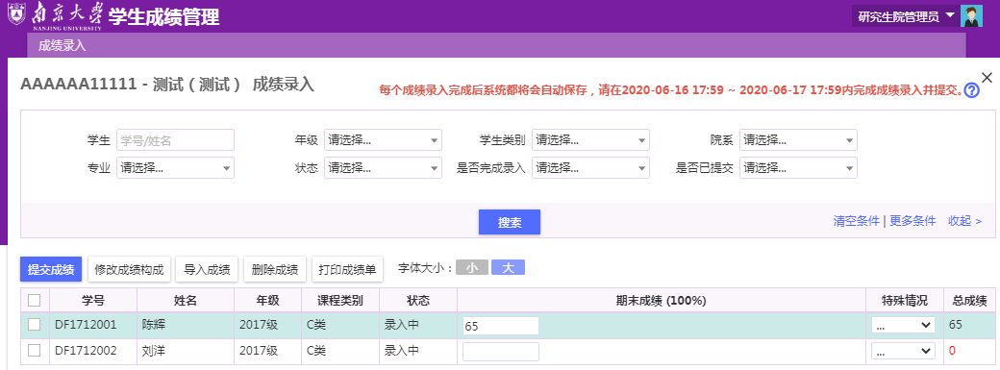 南京大学 学生成绩管理 研究生院管理员
NANJING UNIVERSITY
成绩录入
AAAAAA11111 - 测试（测试） 成绩录入
每个成绩录入完成后系统都将会自动保存，请在2020-06-16 17:59 ~ 2020-06-17 17:59内完成成绩录入并提交。 ?
学生 学号/姓名 年级 请选择... 学生类别 请选择... 院系 请选择...
专业 请选择... 状态 请选择... 是否完成录入 请选择... 是否已提交 请选择...
搜索 清空条件 | 更多条件 收起 >
提交成绩 修改成绩构成 导入成绩 删除成绩 打印成绩单 字体大小： 小 大
学号 姓名 年级 课程类别 状态 期末成绩 (100%) 特殊情况 总成绩
DF1712001 陈辉 2017级 C类 录入中 65 ... 65
DF1712002 刘洋 2017级 C类 录入中 ... 0